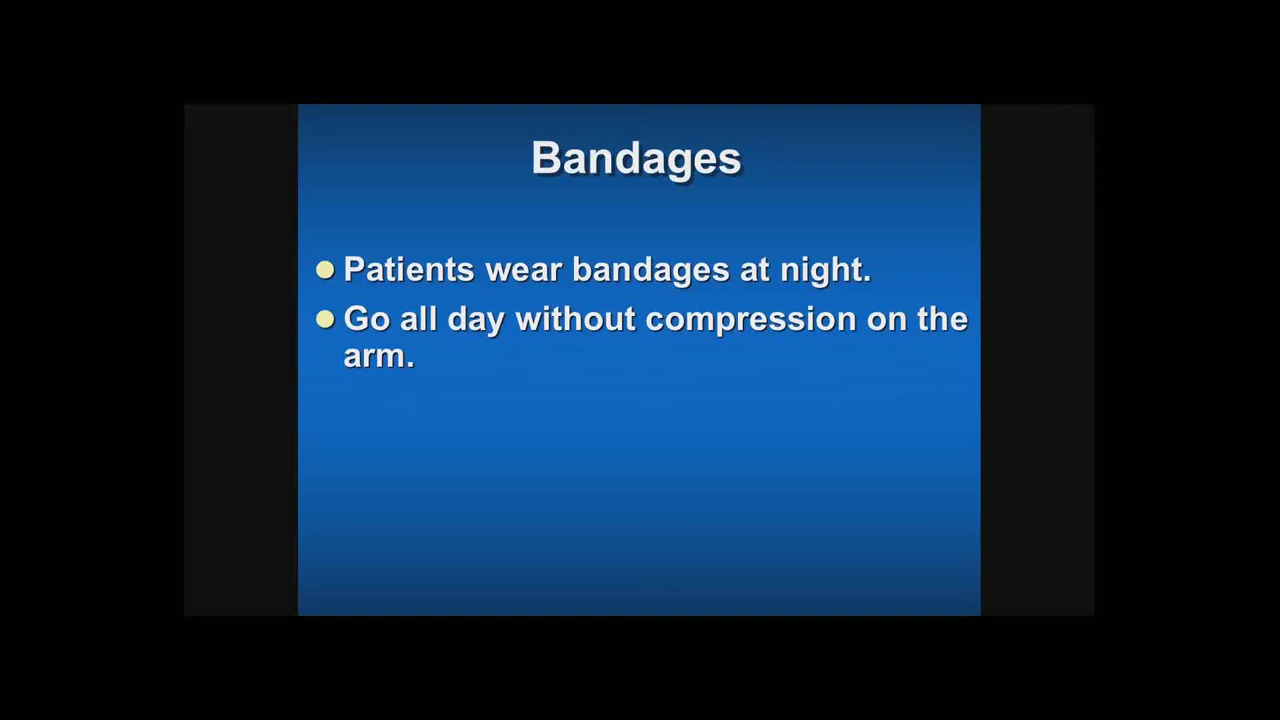 Bandages
Patients wear bandages at night.
Go all day without compression on the
arm.